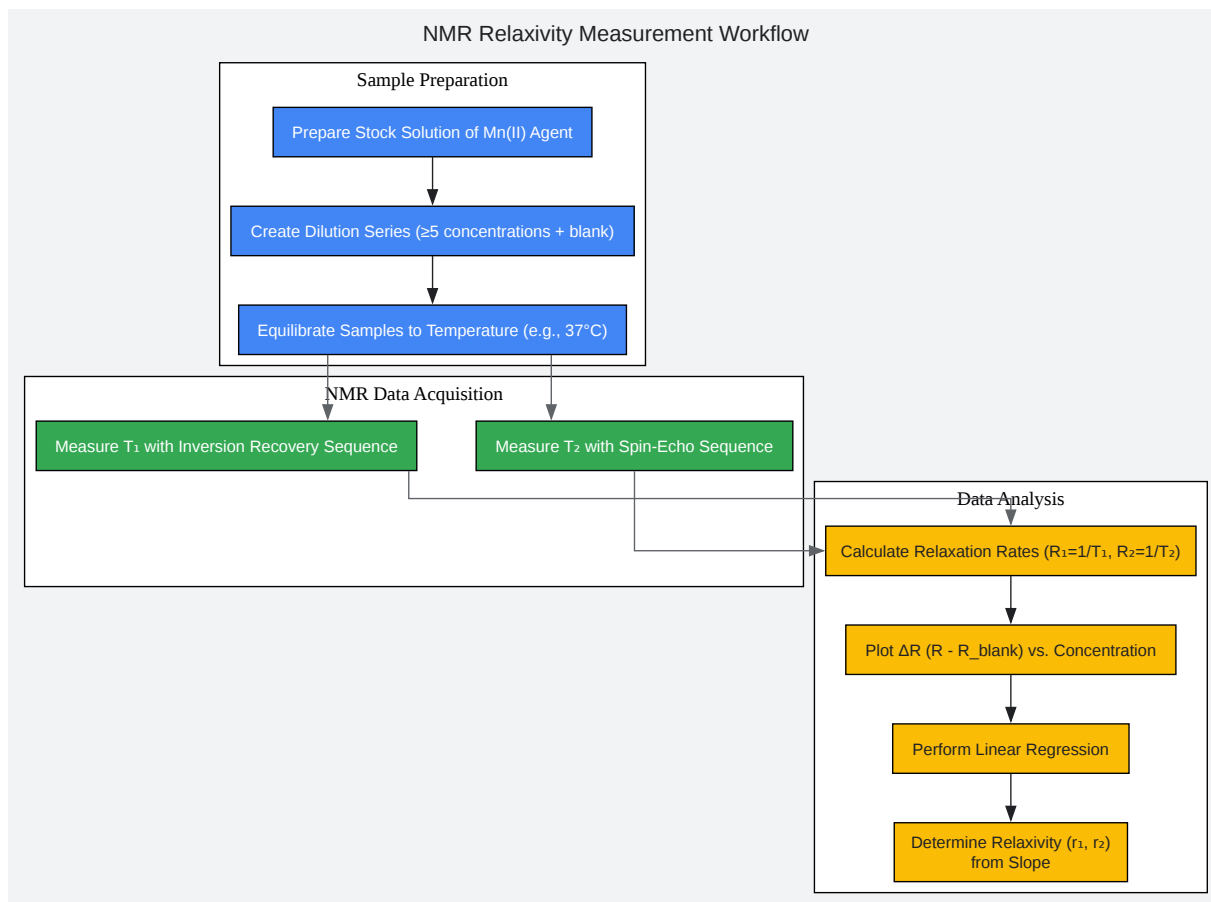 NMR Relaxivity Measurement Workflow
Sample Preparation
Prepare Stock Solution of Mn(II) Agent
Create Dilution Series (≥5 concentrations + blank)
Equilibrate Samples to Temperature (e.g., 37°C)
NMR Data Acquisition
Measure T₁ with Inversion Recovery Sequence
Measure T₂ with Spin-Echo Sequence
Data Analysis
Calculate Relaxation Rates (R₁=1/T₁, R₂=1/T₂)
Plot ΔR (R - R_blank) vs. Concentration
Perform Linear Regression
Determine Relaxivity (r₁, r₂)
from Slope